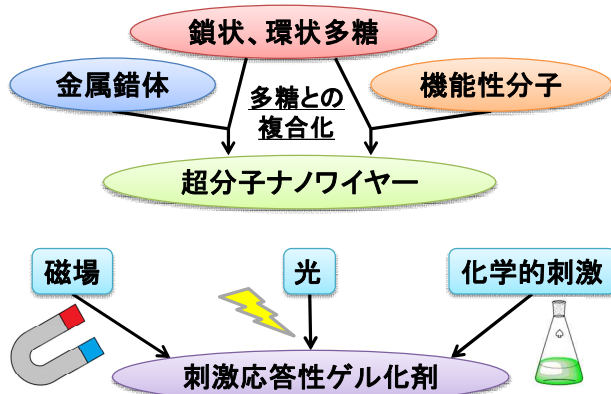 鎖状、環状多糖
金属錯体
機能性分子
多糖との
複合化
超分子ナノワイヤー
磁場
光
化学的刺激
刺激応答性ゲル化剤